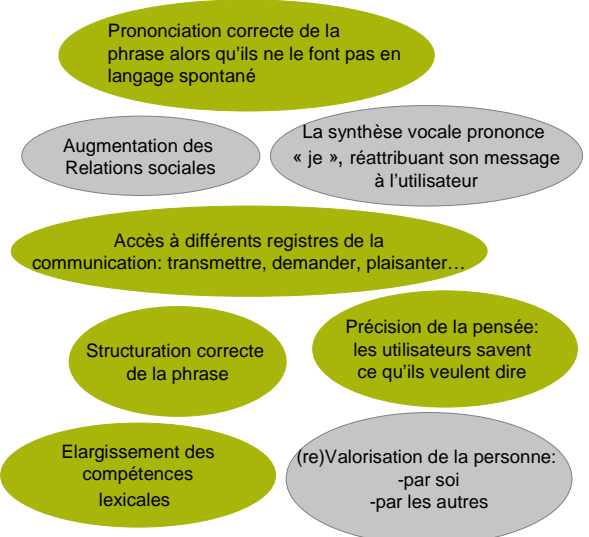 Prononciation correcte de la
phrase alors qu'ils ne le font pas en
langage spontané
Augmentation des
Relations sociales
La synthèse vocale prononce
« je », réattribuant son message
à l'utilisateur
Accès à différents registres de la
communication: transmettre, demander, plaisanter…
Structuration correcte
de la phrase
Précision de la pensée:
les utilisateurs savent
ce qu'ils veulent dire
Elargissement des
compétences
lexicales
(re)Valorisation de la personne:
-par soi
-par les autres